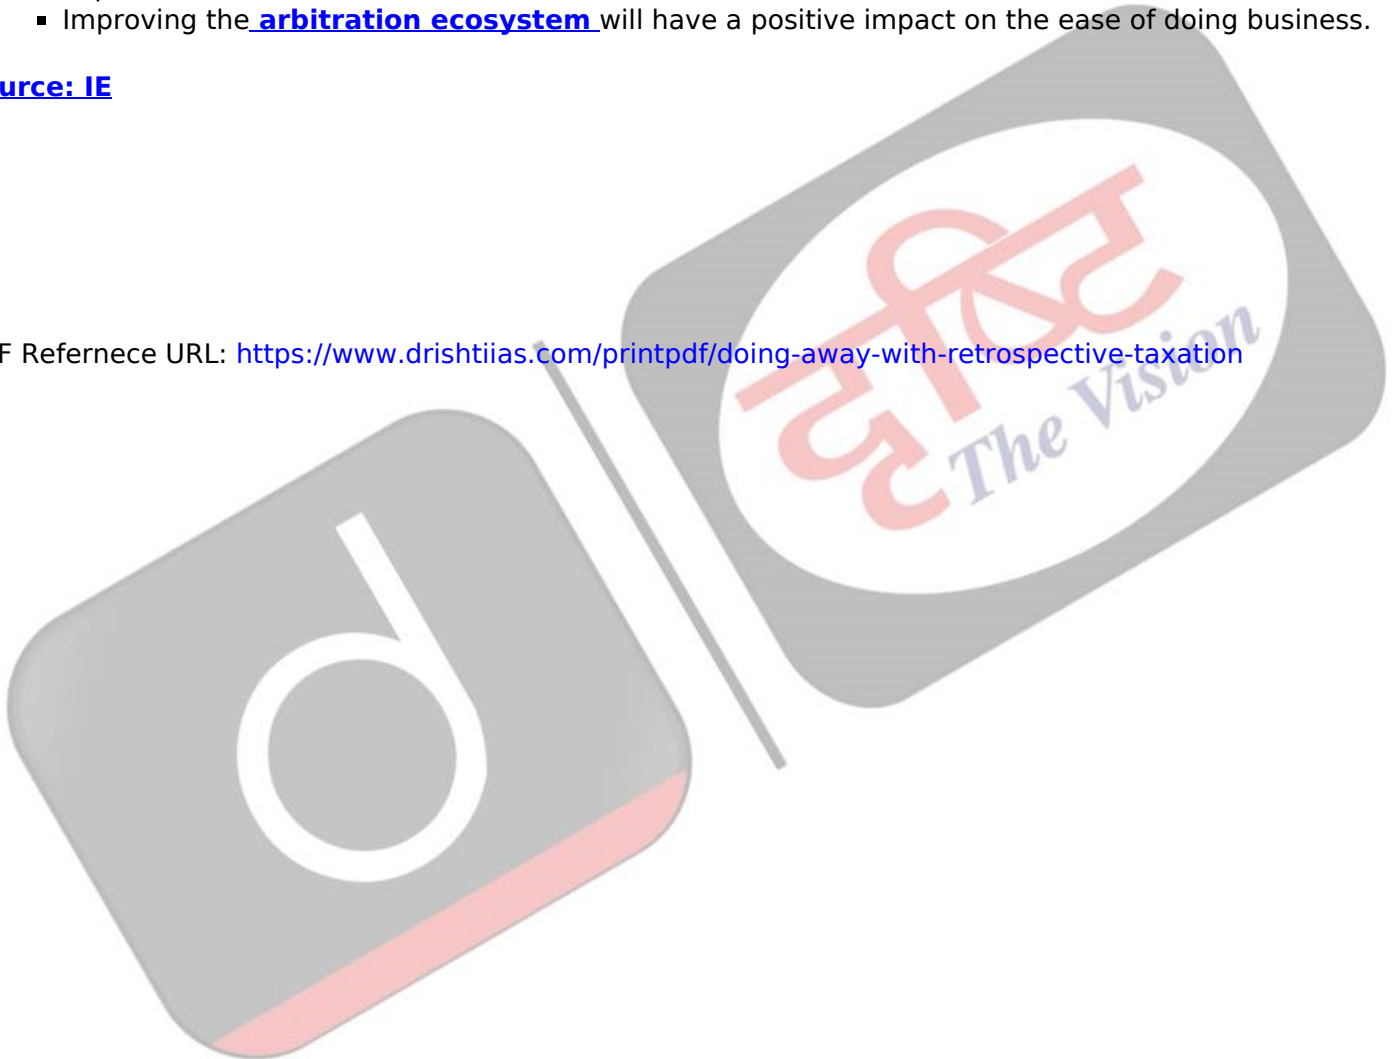 ▪ Improving the arbitration ecosystem will have a positive impact on the ease of doing business.
urce: IE
F Refernece URL: https://www.drishtiias.com/printpdf/doing-away-with-retrospective-taxation
दृष्टि
The Vision
d